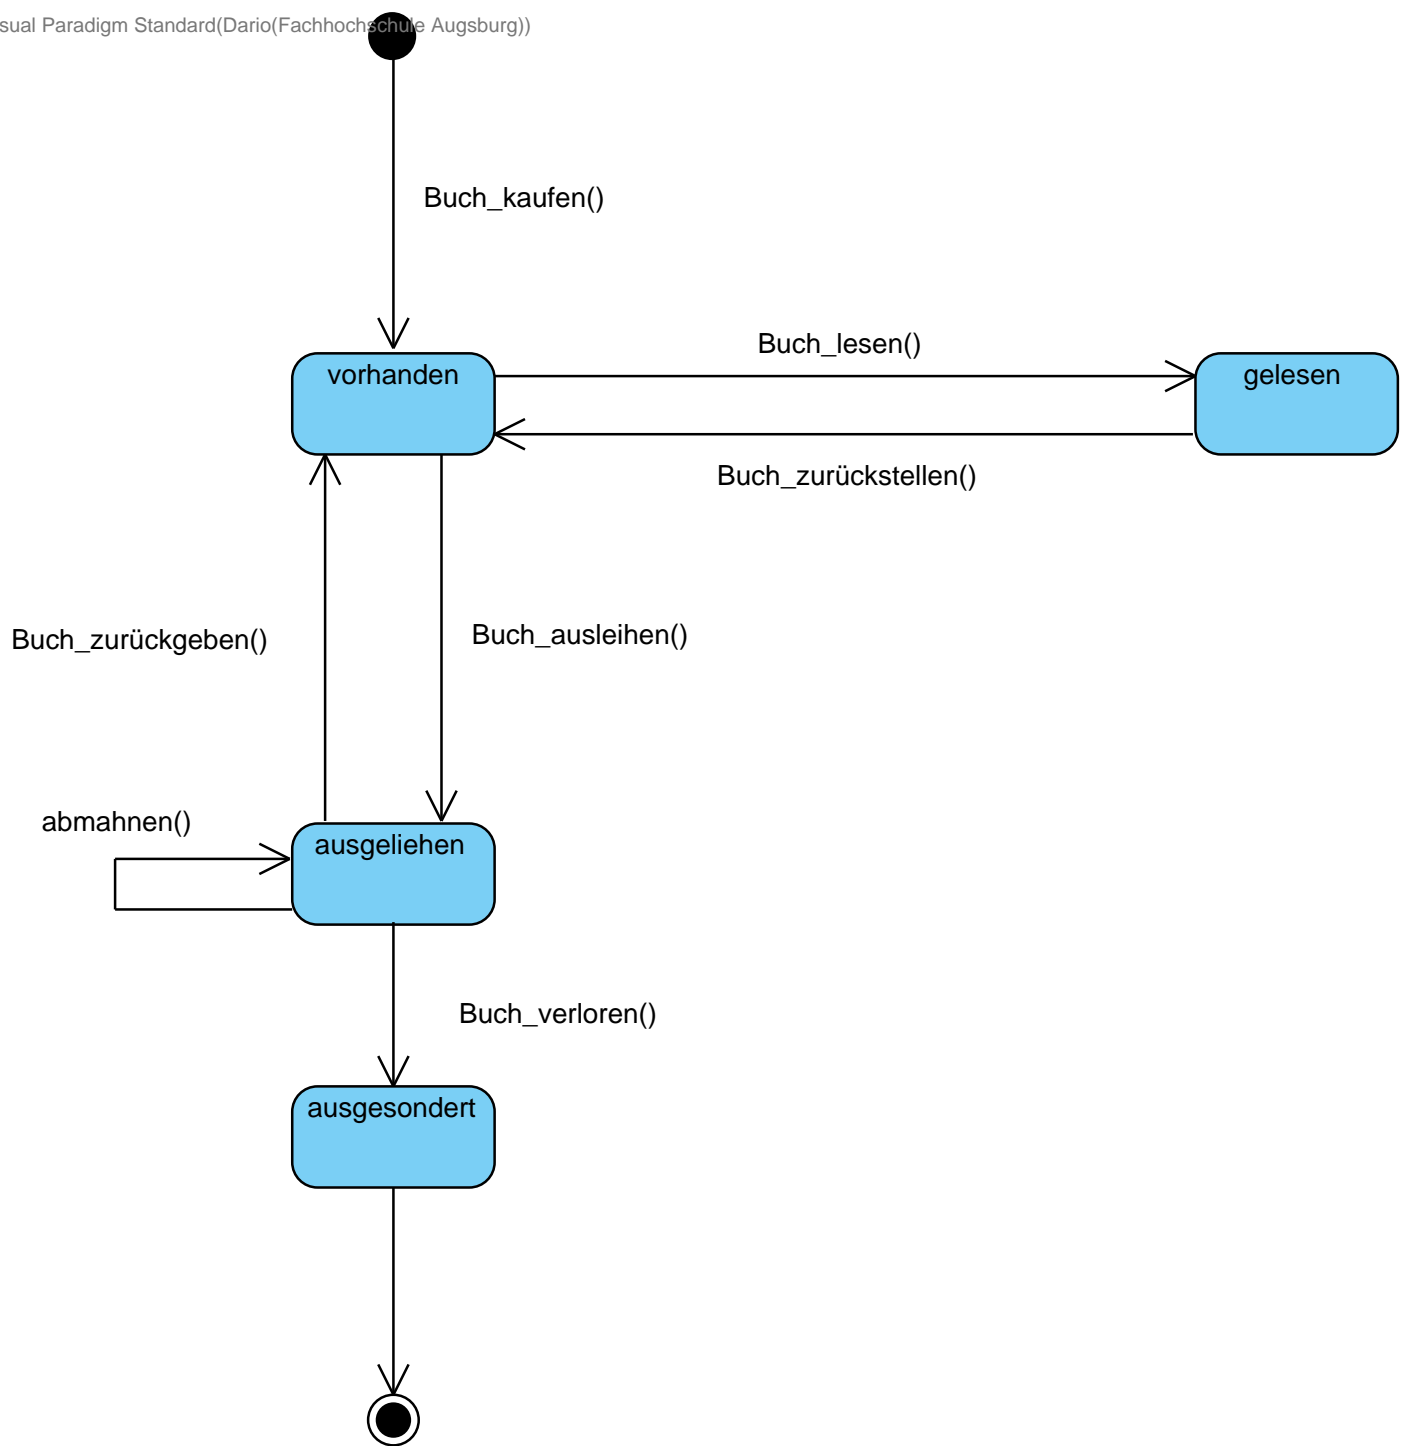 sual Paradigm Standard(Dario(Fachhochschule Augsburg))
Buch_kaufen()
Buch_lesen()
vorhanden
gelesen
Buch_zurückstellen()
Buch_zurückgeben()
Buch_ausleihen()
abmahnen()
ausgeliehen
Buch_verloren()
ausgesondert